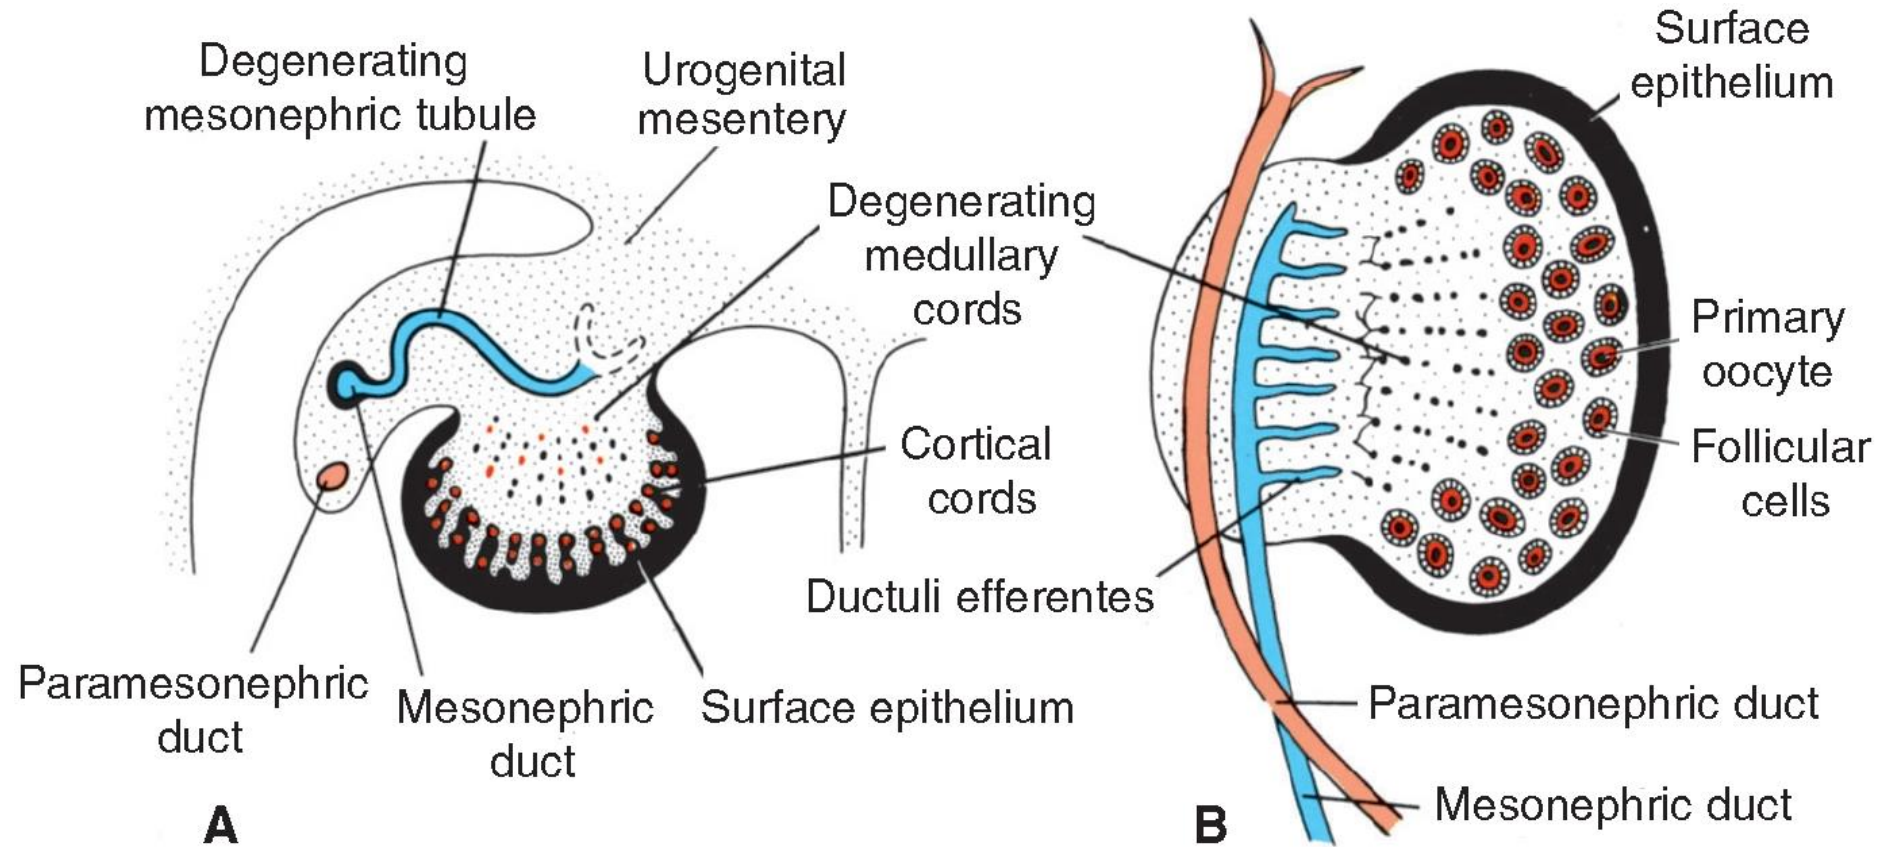 Degenerating
mesonephric tubule
Urogenital
mesentery
Degenerating
medullary
cords
Cortical
cords
Paramesonephric
duct
Mesonephric
duct
Surface epithelium
A
Surface
epithelium
Primary
oocyte
Follicular
cells
Ductuli efferentes
Paramesonephric duct
Mesonephric duct
B